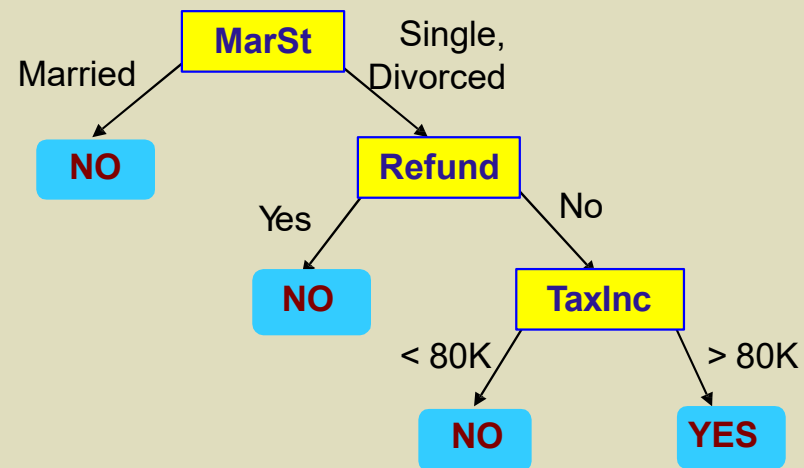 MarSt
Single,
Married
Divorced
NO
Refund
Yes
No
NO
TaxInc
< 80K
> 80K
NO
YES